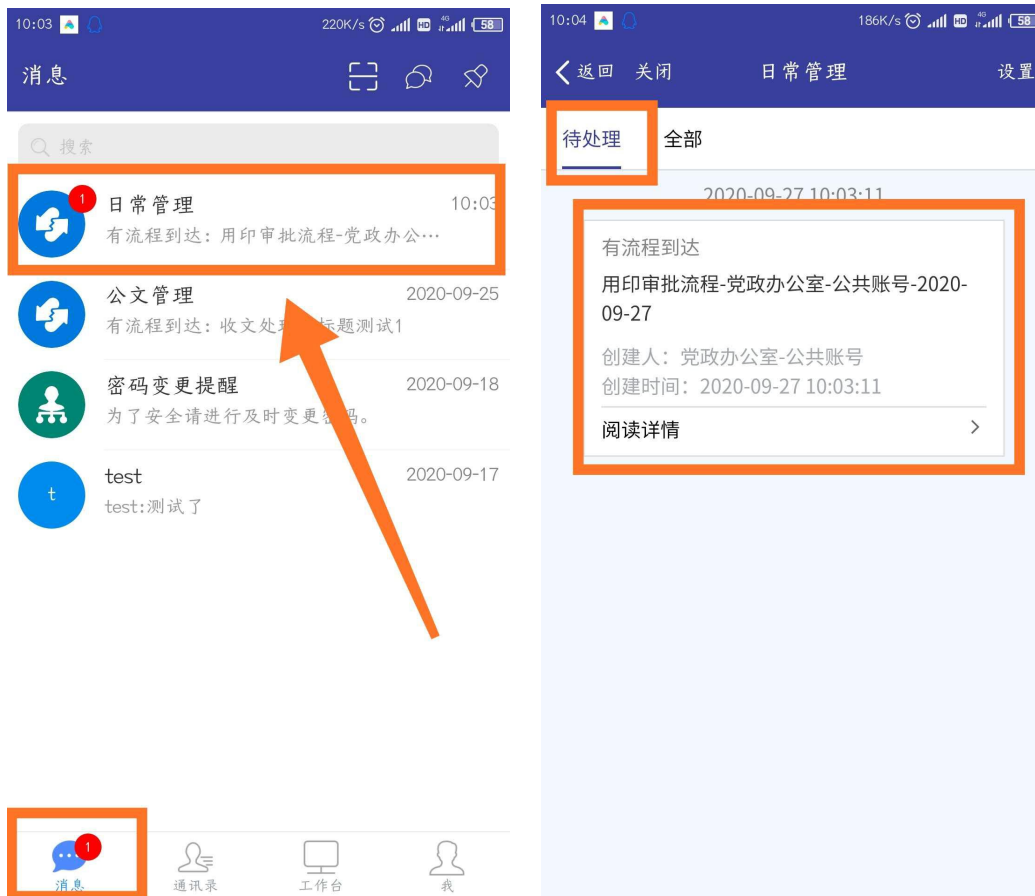 10:03
220K/s HD 4G 58
消息
搜索
1
日常管理
10:03
有流程到达: 用印审批流程-党政办公…
公文管理
2020-09-25
有流程到达: 收文处 标题测试1
密码变更提醒
2020-09-18
为了安全请进行及时变更 码。
t
test
2020-09-17
test:测试了
1
消息
通讯录
工作台
我
10:04
186K/s HD 4G 58
返回 关闭 日常管理 设置
待处理 全部
2020-09-27 10:03:11
有流程到达
用印审批流程-党政办公室-公共账号-2020-
09-27
创建人: 党政办公室-公共账号
创建时间: 2020-09-27 10:03:11
阅读详情